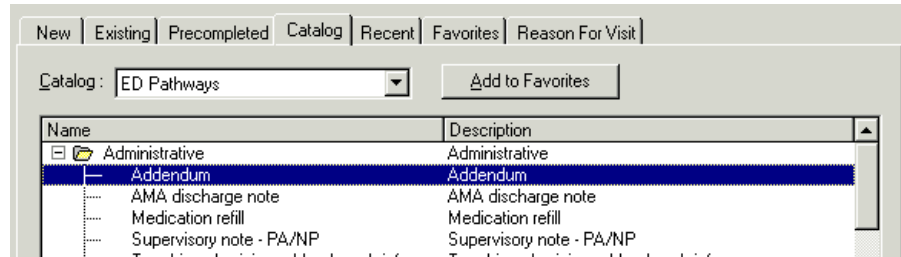 New Existing Precompleted Catalog Recent Favorites Reason For Visit
Catalog : ED Pathways Add to Favorites
Name Description
Administrative Administrative
Addendum Addendum
AMA discharge note AMA discharge note
Medication refill Medication refill
Supervisory note - PA/NP Supervisory note - PA/NP